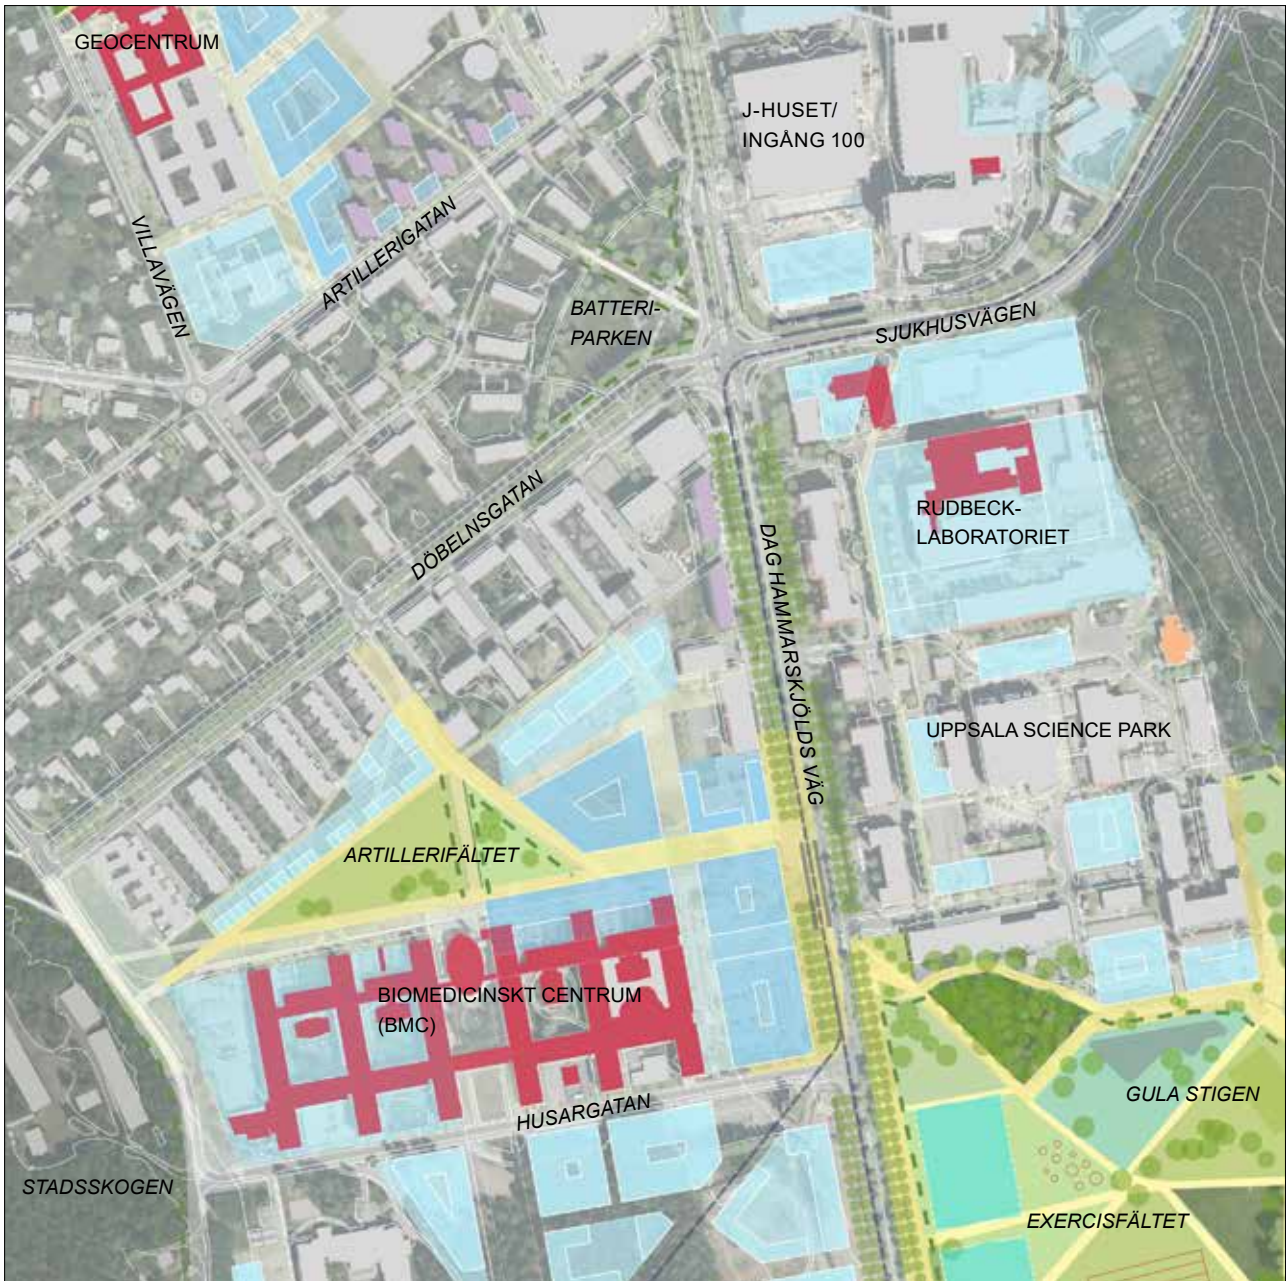 GEOCENTRUM
J-HUSET/
INGÅNG 100
VILLAVÄGEN
ARTILLERIGATAN
BATTERI-
PARKEN
SJUKHUSVÄGEN
DÖBELNSGATAN
RUDBECK-
LABORATORIET
DAG HAMMARSKJÖLDS VÄG
UPPSALA SCIENCE PARK
ARTILLERIFÄLTET
BIOMEDICINSKT CENTRUM
(BMC)
GULA STIGEN
HUSARGATAN
STADSSKOGEN
EXERCISFÄLTET